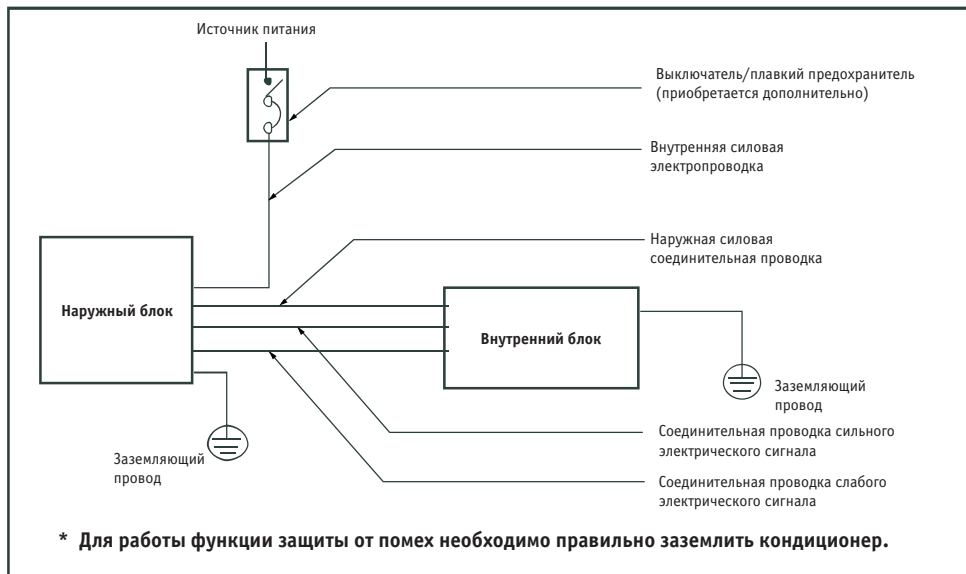 Источник питания
Выключатель/плавкий предохранитель
(приобретается дополнительно)
Внутренняя силовая
электропроводка
Наружная силовая
соединительная проводка
Наружный блок
Внутренний блок
Заземляющий
провод
Соединительная проводка сильного
электрического сигнала
Заземляющий
провод
Соединительная проводка слабого
электрического сигнала
* Для работы функции защиты от помех необходимо правильно заземлить кондиционер.